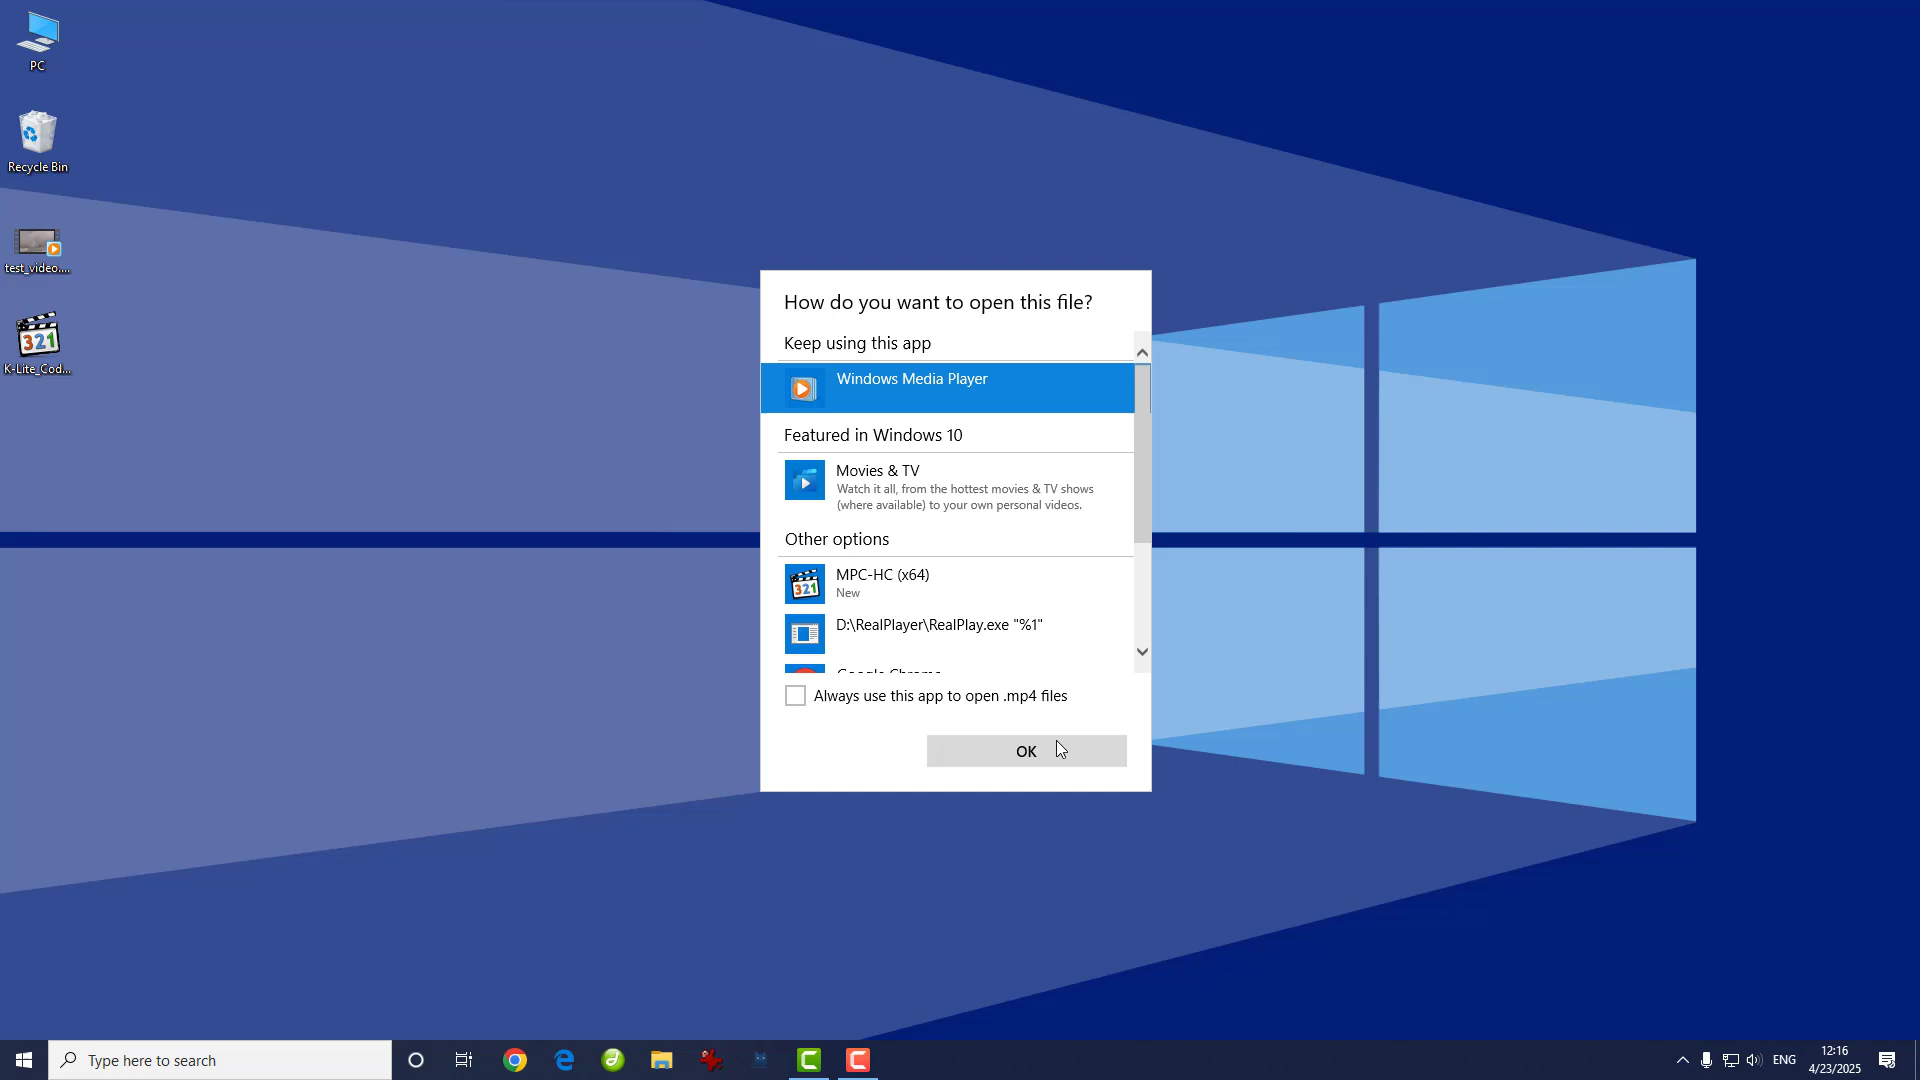 PC
Recycle Bin
test_video....
K-Lite_Cod...
321
How do you want to open this file?
Keep using this app
Windows Media Player
Featured in Windows 10
Movies & TV
Watch it all, from the hottest movies & TV shows
(where available) to your own personal videos.
Other options
321
MPC-HC (x64)
New
D:\RealPlayer\RealPlay.exe "%1"
Google Chrome
Always use this app to open .mp4 files
OK
Type here to search
ENG
12:16
4/23/2025